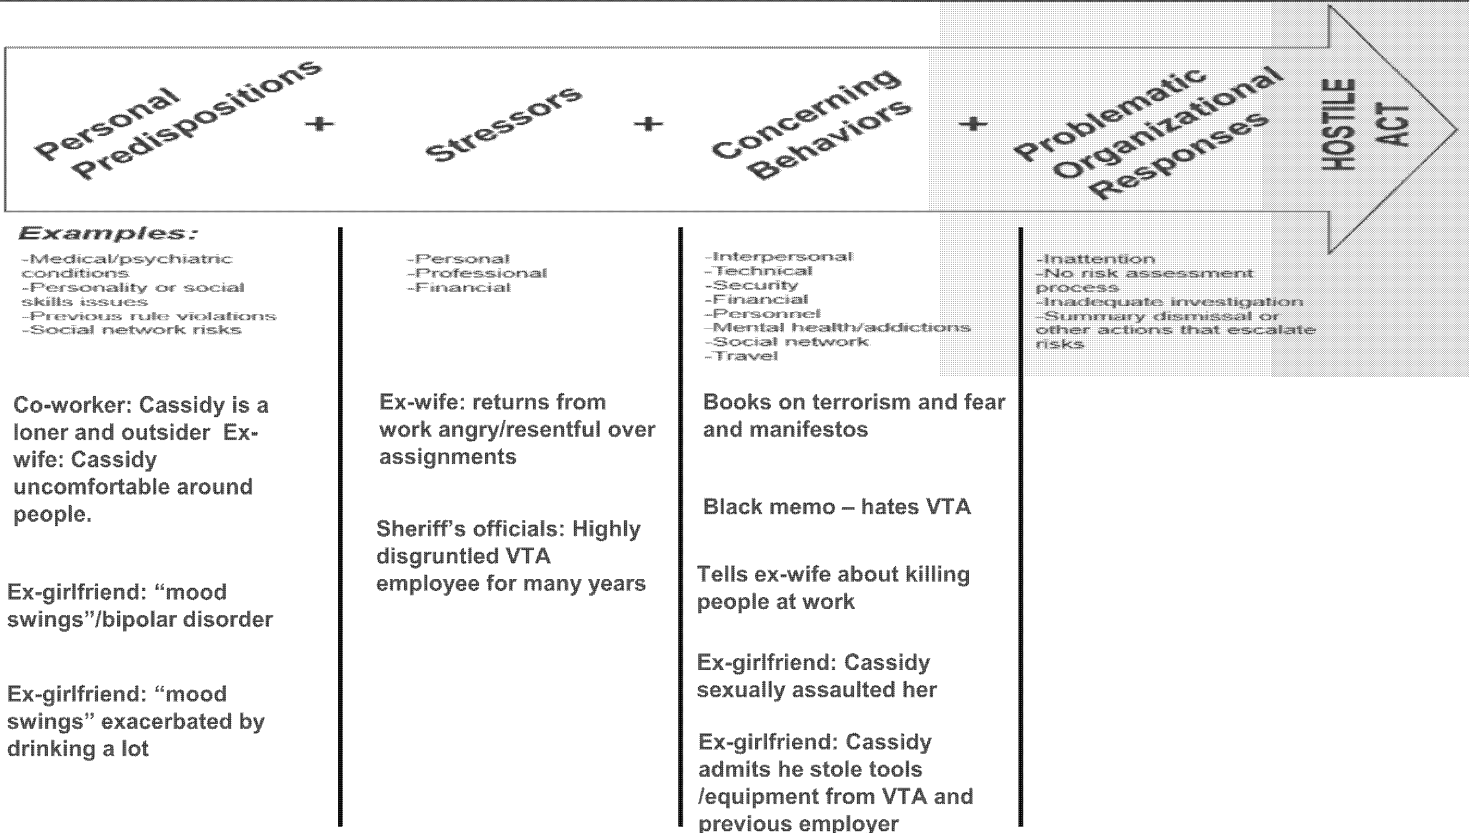 Personal
Predispositions
+
Stressors
+
Concerning
Behaviors
+
Problematic
Organizational
Responses
HOSTILE
ACT
Examples:
-Medical/psychiatric
conditions
-Personality or social
skills issues
-Previous rule violations
-Social network risks
-Personal
-Professional
-Financial
-Interpersonal
-Technical
-Security
-Financial
-Personnel
-Mental health/addictions
-Social network
-Travel
-Inattention
-No risk assessment
process
-Inadequate investigation
-Summary dismissal or
other actions that escalate
risks
Co-worker: Cassidy is a
loner and outsider  Ex-
wife: Cassidy
uncomfortable around
people.
Ex-girlfriend: “mood
swings”/bipolar disorder
Ex-girlfriend: “mood
swings” exacerbated by
drinking a lot
Ex-wife: returns from
work angry/resentful over
assignments
Sheriff’s officials: Highly
disgruntled VTA
employee for many years
Books on terrorism and fear
and manifestos
Black memo – hates VTA
Tells ex-wife about killing
people at work
Ex-girlfriend: Cassidy
sexually assaulted her
Ex-girlfriend: Cassidy
admits he stole tools
/equipment from VTA and
previous employer